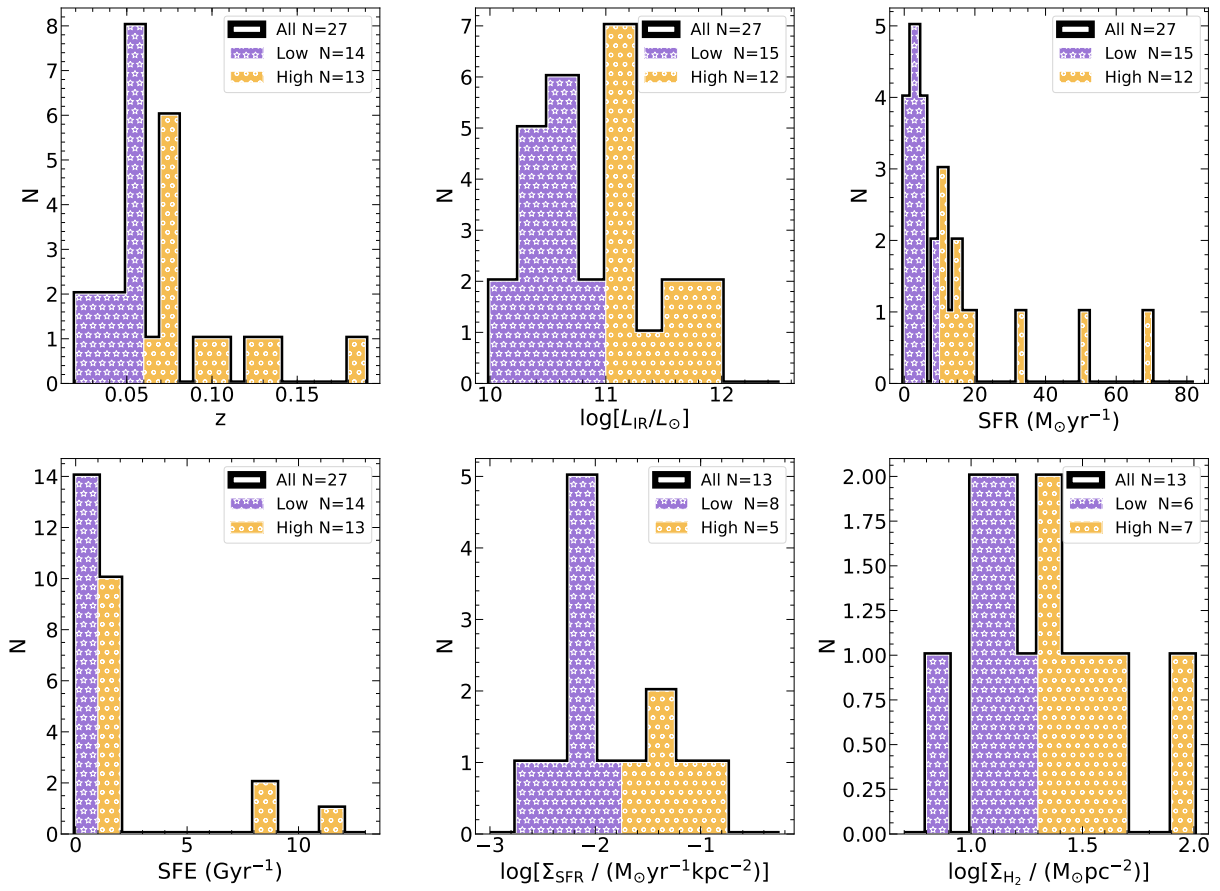 All N=27
Low N=14
High N=13
8
7
6
5
4
3
2
1
0
N
0.05 0.10 0.15
z
All N=27
Low N=15
High N=12
7
6
5
4
3
2
1
0
N
10 11 12
log[L_IR/L_⊙]
All N=27
Low N=15
High N=12
5
4
3
2
1
0
N
0 20 40 60 80
SFR (M_⊙yr⁻¹)
All N=27
Low N=14
High N=13
14
12
10
8
6
4
2
0
N
0 5 10
SFE (Gyr⁻¹)
All N=13
Low N=8
High N=5
5
4
3
2
1
0
N
−3 −2 −1
log[Σ_SFR / (M_⊙yr⁻¹kpc⁻²)]
All N=13
Low N=6
High N=7
2.00
1.75
1.50
1.25
1.00
0.75
0.50
0.25
0.00
N
1.0 1.5 2.0
log[Σ_H₂ / (M_⊙pc⁻²)]